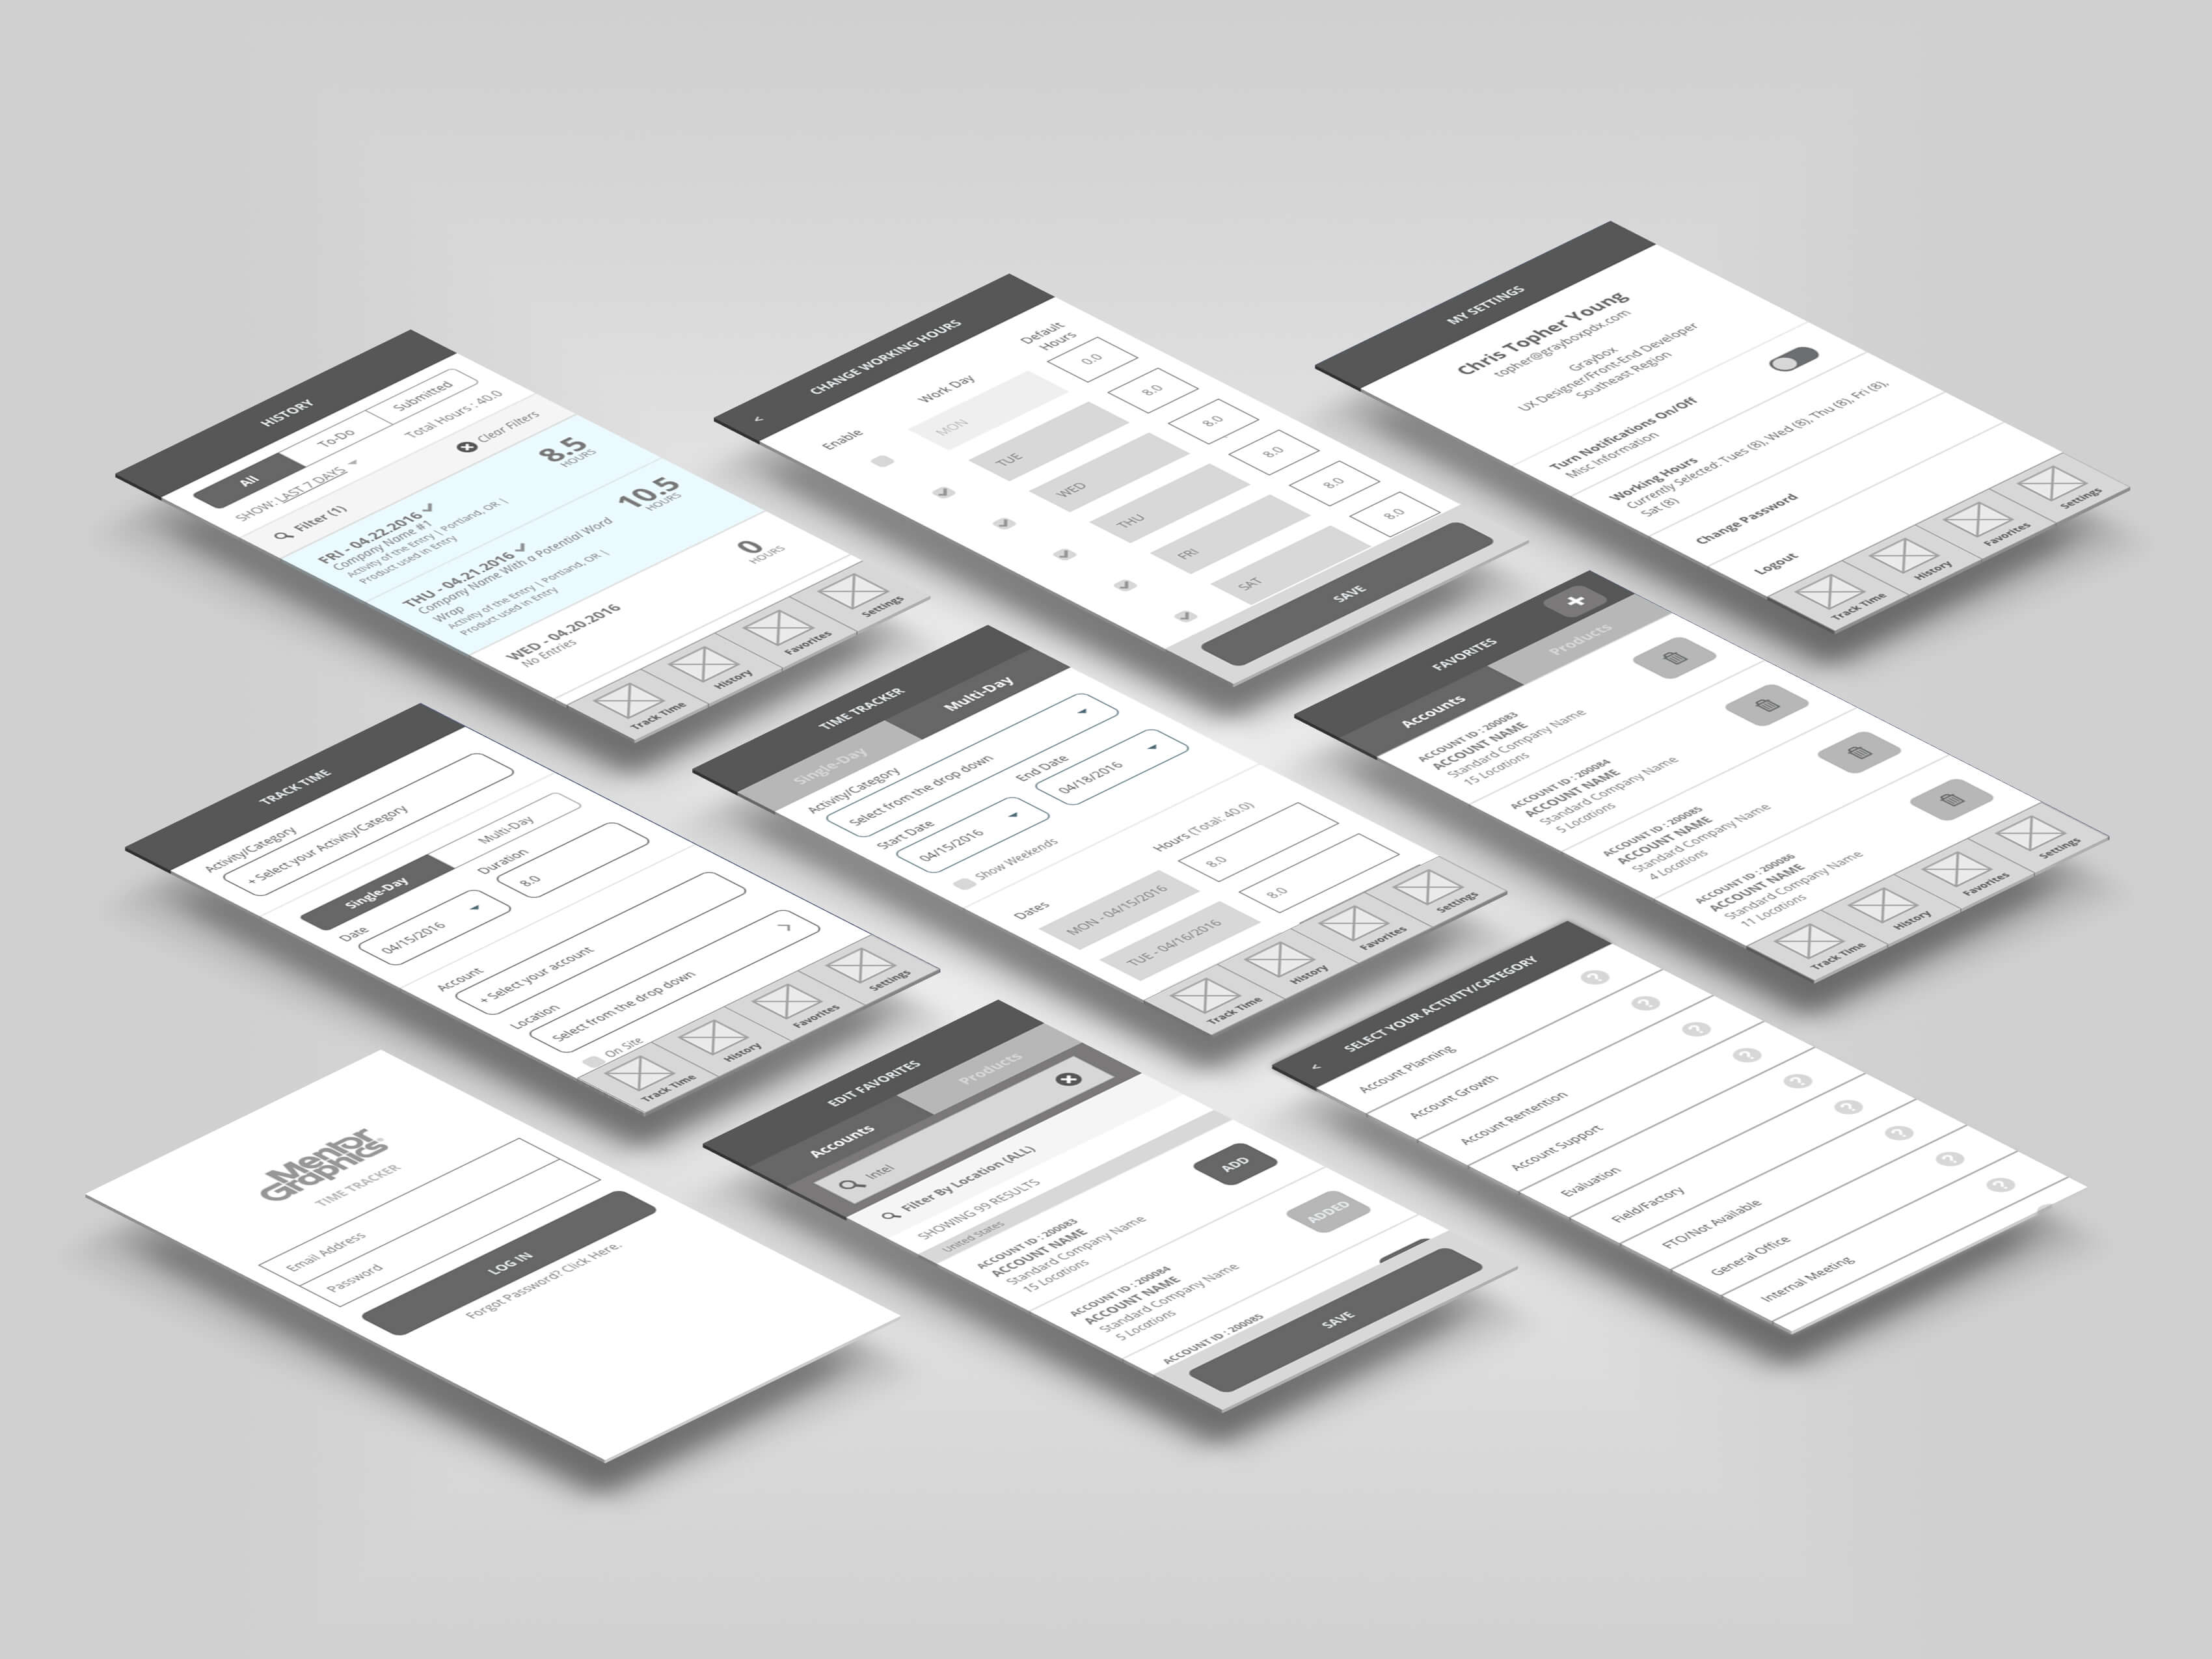 HISTORY
All
To-Do
Submitted
SHOW: LAST 7 DAYS
Total Hours : 40.0
Filter (1)
Clear Filters
FRI - 04.22.2016
Company Name #1
Activity of the Entry | Portland, OR |
Product used in Entry
8.5
HOURS
THU - 04.21.2016
Company Name With a Potential Word
Wrap
Activity of the Entry | Portland, OR |
Product used in Entry
10.5
HOURS
WED - 04.20.2016
No Entries
0
HOURS
Track Time
History
Favorites
Settings
<
CHANGE WORKING HOURS
Enable
Work Day
Default
Hours
MON
0.0
TUE
8.0
WED
8.0
THU
8.0
FRI
8.0
SAT
8.0
SAVE
MY SETTINGS
Chris Topher Young
topher@grayboxpdx.com
Graybox
UX Designer/Front-End Developer
Southeast Region
Turn Notifications On/Off
Misc Information
Working Hours
Currently Selected: Tues (8), Wed (8), Thu (8), Fri (8),
Sat (8)
Change Password
Logout
Track Time
History
Favorites
Settings
TRACK TIME
Activity/Category
+ Select your Activity/Category
Single-Day
Multi-Day
Date
Duration
04/15/2016
8.0
Account
+ Select your account
Location
Select from the drop down
On Site
Track Time
History
Favorites
Settings
TIME TRACKER
Single-Day
Multi-Day
Activity/Category
Select from the drop down
Start Date
End Date
04/15/2016
04/18/2016
Show Weekends
Dates
Hours (Total: 40.0)
MON - 04/15/2016
8.0
TUE - 04/16/2016
8.0
Track Time
History
Favorites
Settings
FAVORITES
Accounts
Products
ACCOUNT ID : 200083
ACCOUNT NAME
Standard Company Name
15 Locations
ACCOUNT ID : 200084
ACCOUNT NAME
Standard Company Name
5 Locations
ACCOUNT ID : 200085
ACCOUNT NAME
Standard Company Name
4 Locations
ACCOUNT ID : 200086
ACCOUNT NAME
Standard Company Name
11 Locations
Track Time
History
Favorites
Settings
Mentor
Graphics
TIME TRACKER
Email Address
Password
LOG IN
Forgot Password? Click Here.
EDIT FAVORITES
Accounts
Products
Intel
Filter By Location (ALL)
SHOWING 99 RESULTS
United States
ACCOUNT ID : 200083
ACCOUNT NAME
Standard Company Name
15 Locations
ADD
ACCOUNT ID : 200084
ACCOUNT NAME
Standard Company Name
5 Locations
ADDED
ACCOUNT ID : 200085
SAVE
<
SELECT YOUR ACTIVITY/CATEGORY
Account Planning
?
Account Growth
?
Account Rentention
?
Account Support
?
Evaluation
?
Field/Factory
?
FTO/Not Available
?
General Office
?
Internal Meeting
?